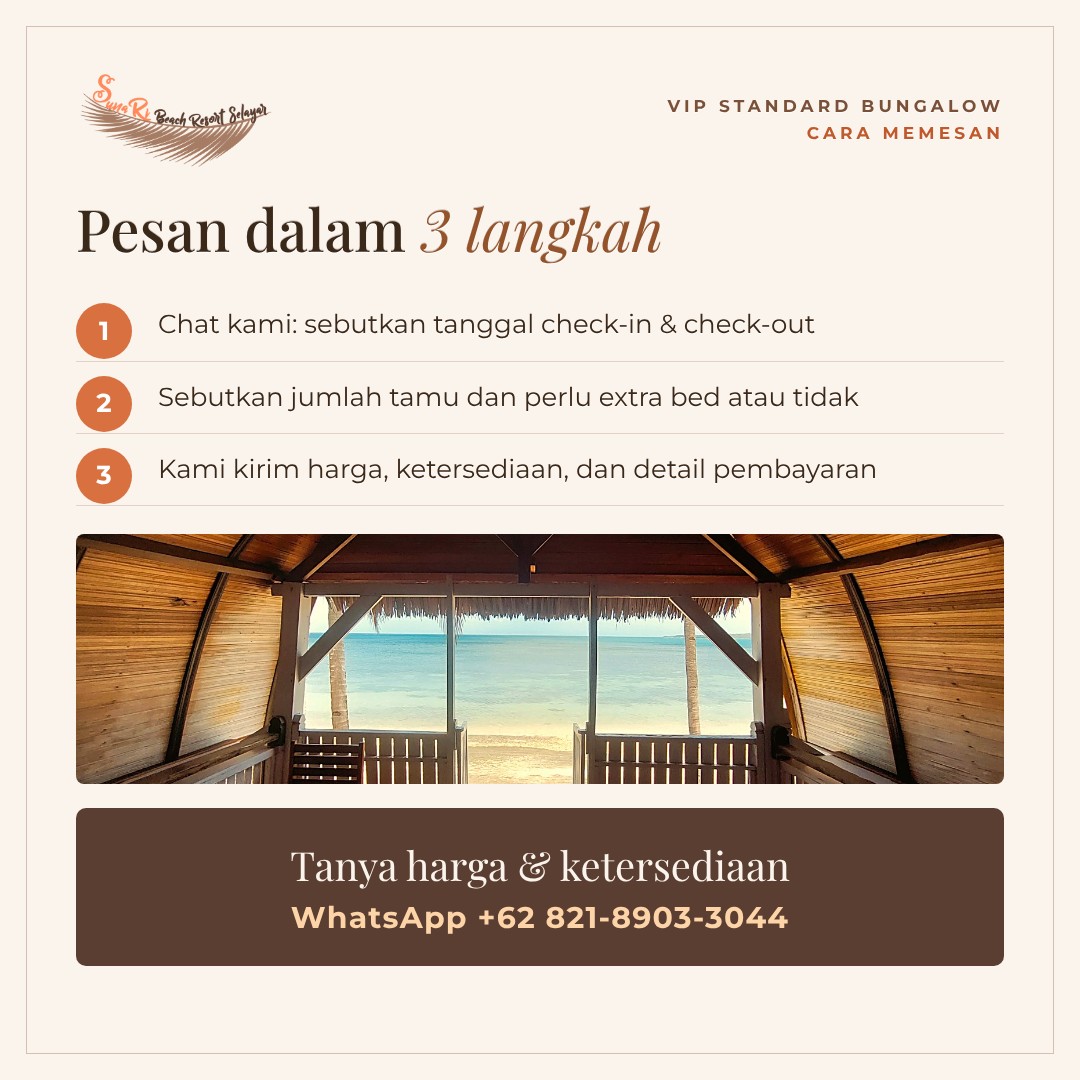 SunaRi Beach Resort Selayar
VIP STANDARD BUNGALOW
CARA MEMESAN
Pesan dalam 3 langkah
1 Chat kami: sebutkan tanggal check-in & check-out
2 Sebutkan jumlah tamu dan perlu extra bed atau tidak
3 Kami kirim harga, ketersediaan, dan detail pembayaran
Tanya harga & ketersediaan
WhatsApp +62 821-8903-3044